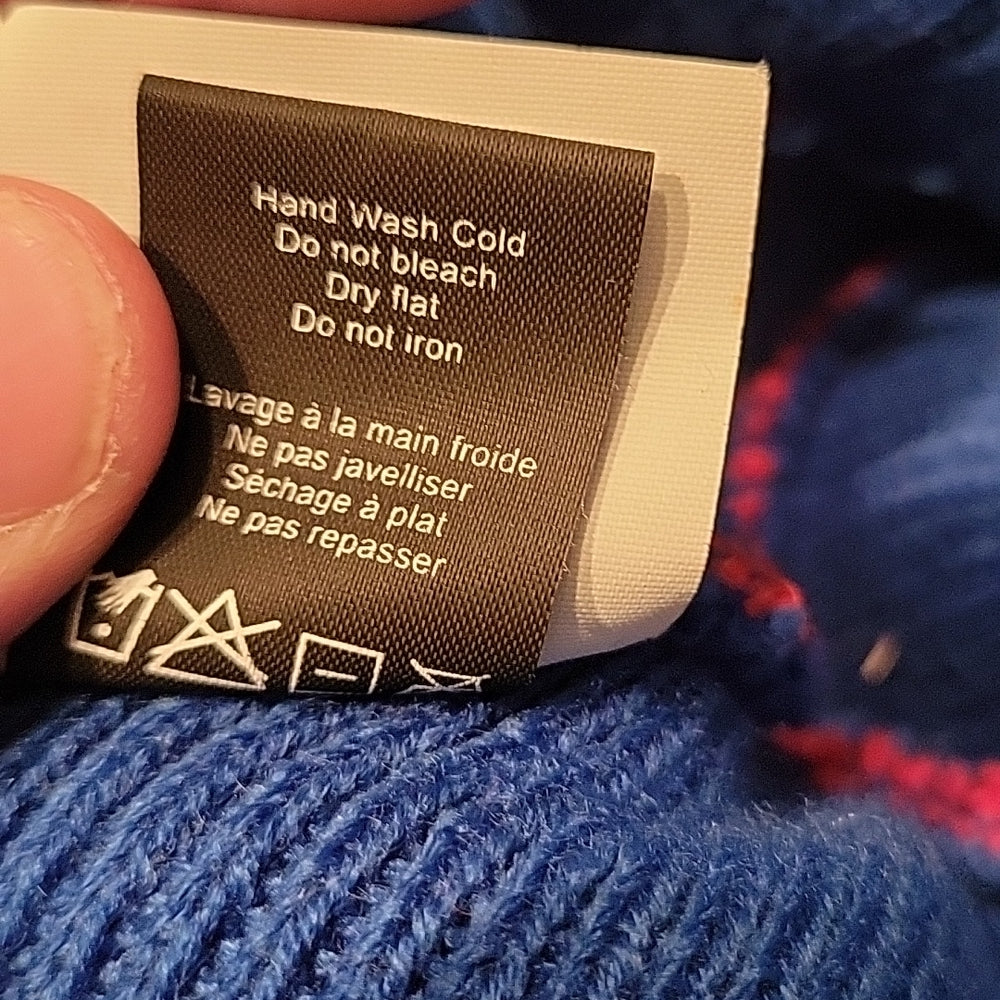 Hand Wash Cold
Do not bleach
Dry flat
Do not iron
Lavage à la main froide
Ne pas javelliser
Séchage à plat
Ne pas repasser